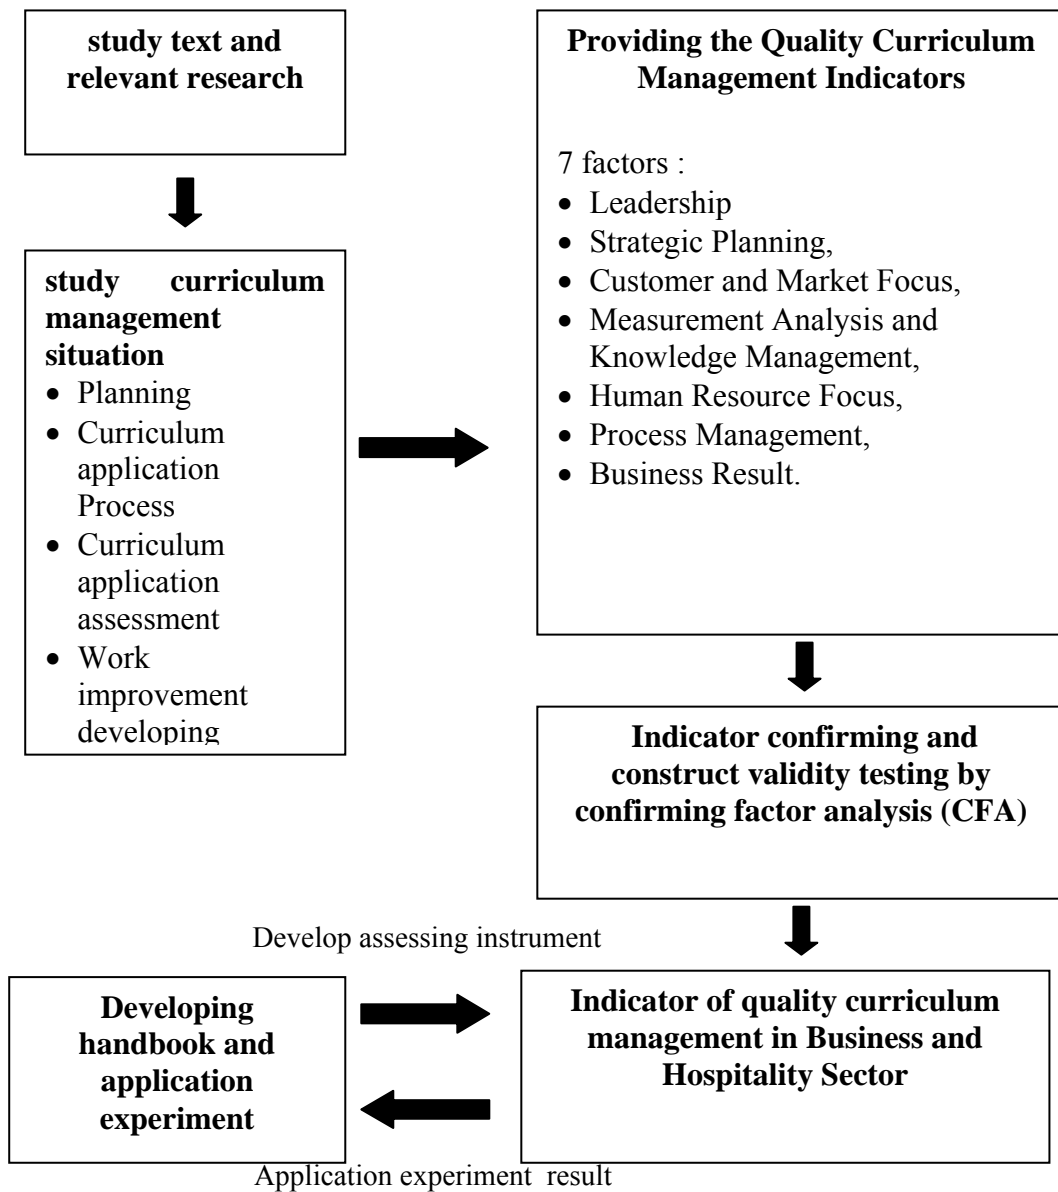 study text and
relevant research
study curriculum
management
situation
• Planning
• Curriculum
application
Process
• Curriculum
application
assessment
• Work
improvement
developing
Providing the Quality Curriculum
Management Indicators
7 factors :
• Leadership
• Strategic Planning,
• Customer and Market Focus,
• Measurement Analysis and
Knowledge Management,
• Human Resource Focus,
• Process Management,
• Business Result.
Indicator confirming and
construct validity testing by
confirming factor analysis (CFA)
Develop assessing instrument
Developing
handbook and
application
experiment
Indicator of quality curriculum
management in Business and
Hospitality Sector
Application experiment result